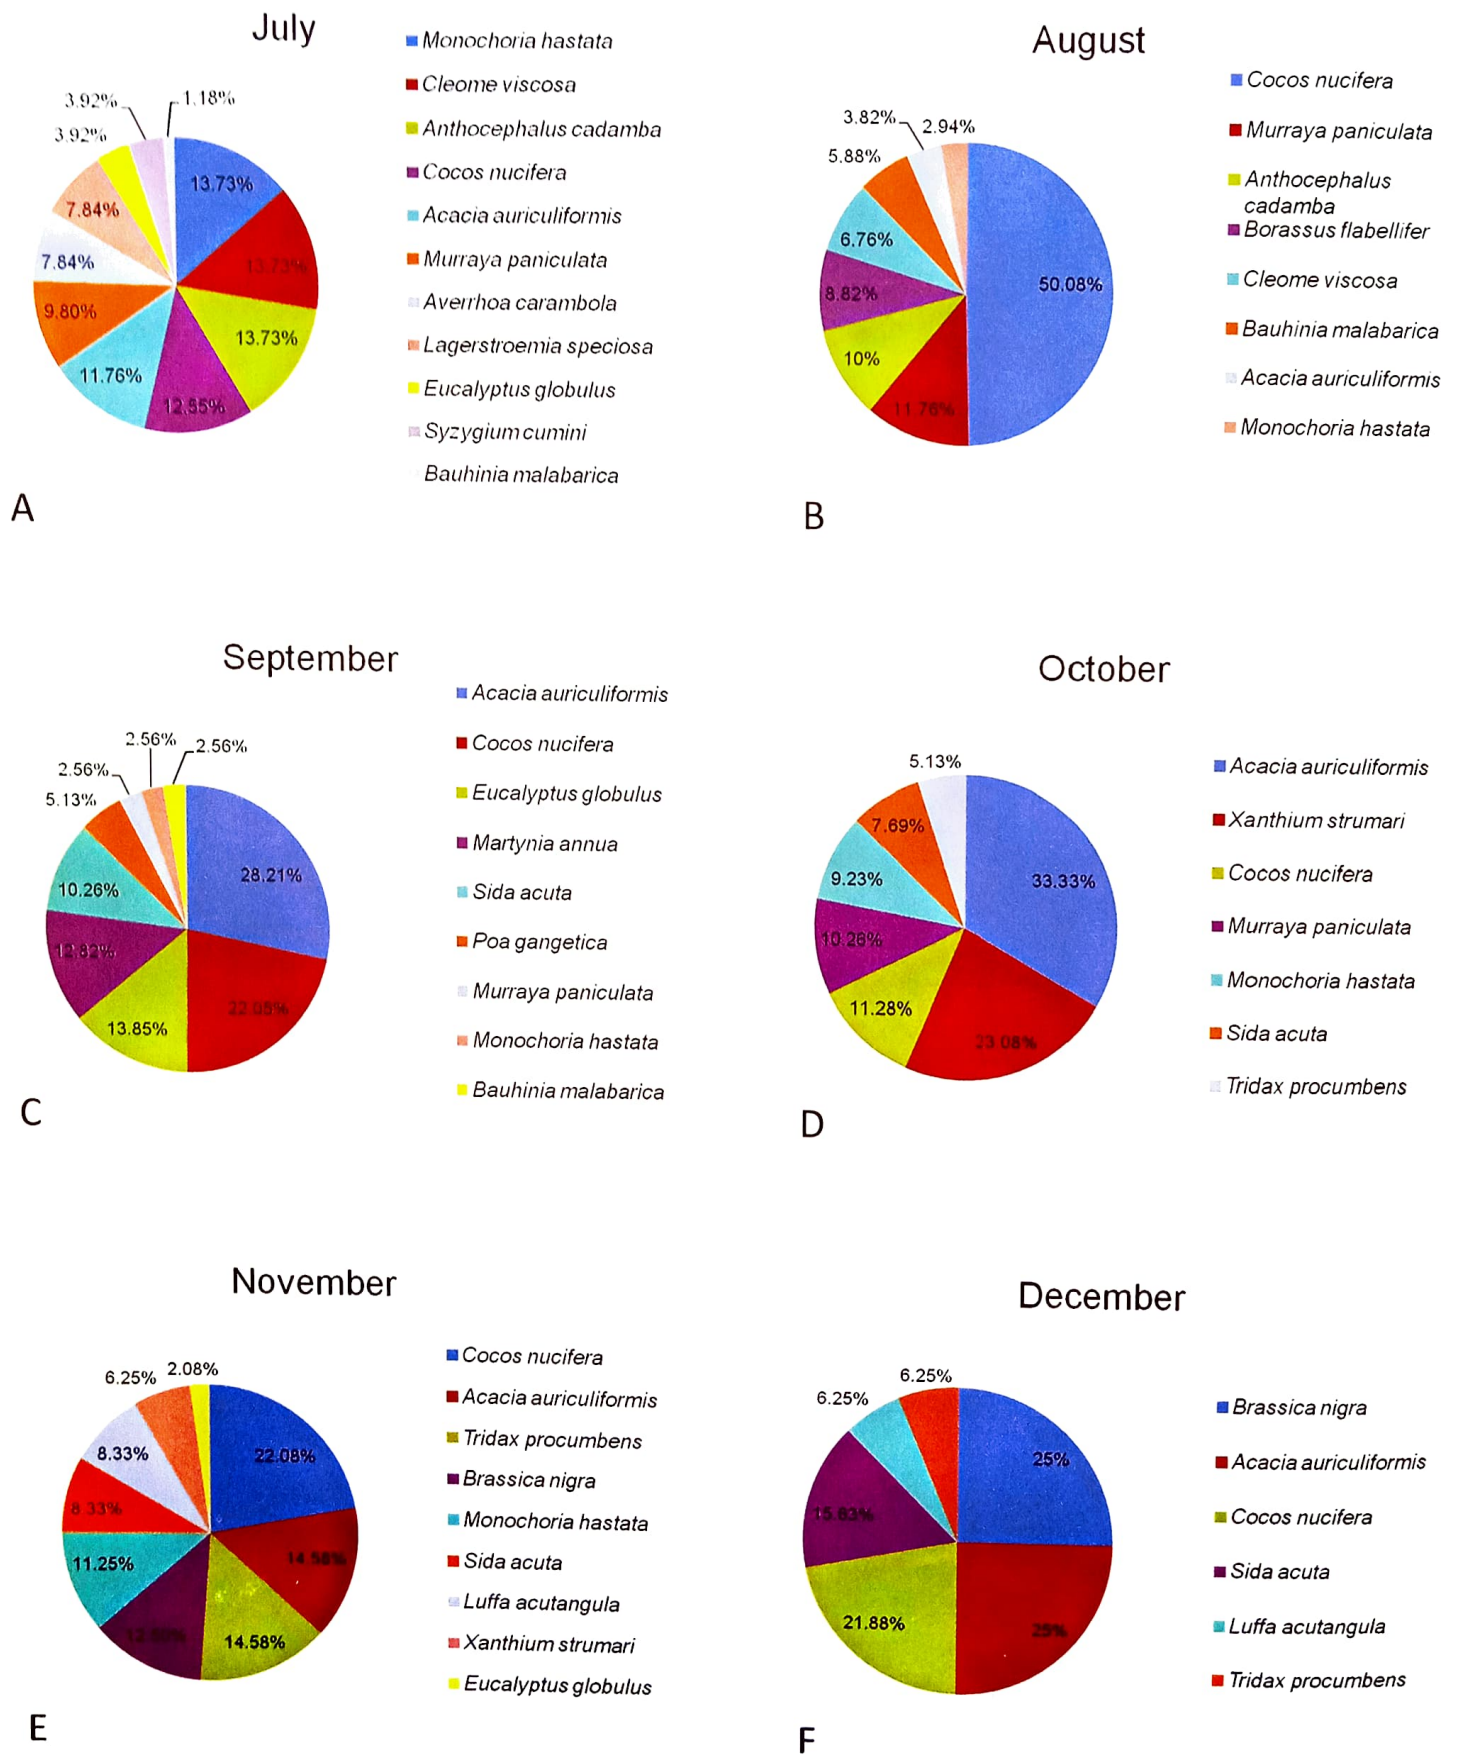 July
Monochoria hastata
Cleome viscosa
Anthocephalus cadamba
Cocos nucifera
Acacia auriculiformis
Murraya paniculata
Averrhoa carambola
Lagerstroemia speciosa
Eucalyptus globulus
Syzygium cumini
Bauhinia malabarica
3.92%
1.18%
3.92%
13.73%
7.84%
13.73%
7.84%
9.80%
13.73%
11.76%
12.55%
A
August
Cocos nucifera
Murraya paniculata
Anthocephalus
cadamba
Borassus flabellifer
Cleome viscosa
Bauhinia malabarica
Acacia auriculiformis
Monochoria hastata
3.82%
2.94%
5.88%
6.76%
50.08%
8.82%
10%
11.76%
B
September
Acacia auriculiformis
Cocos nucifera
Eucalyptus globulus
Martynia annua
Sida acuta
Poa gangetica
Murraya paniculata
Monochoria hastata
Bauhinia malabarica
2.56%
2.56%
2.56%
5.13%
28.21%
10.26%
12.82%
13.85%
C
October
Acacia auriculiformis
Xanthium strumari
Cocos nucifera
Murraya paniculata
Monochoria hastata
Sida acuta
Tridax procumbens
5.13%
7.69%
33.33%
9.23%
11.28%
23.08%
D
November
Cocos nucifera
Acacia auriculiformis
Tridax procumbens
Brassica nigra
Monochoria hastata
Sida acuta
Luffa acutangula
Xanthium strumari
Eucalyptus globulus
6.25%
2.08%
8.33%
22.08%
8.33%
14.58%
11.25%
14.58%
E
December
Brassica nigra
Acacia auriculiformis
Cocos nucifera
Sida acuta
Luffa acutangula
Tridax procumbens
6.25%
6.25%
25%
21.88%
25%
F